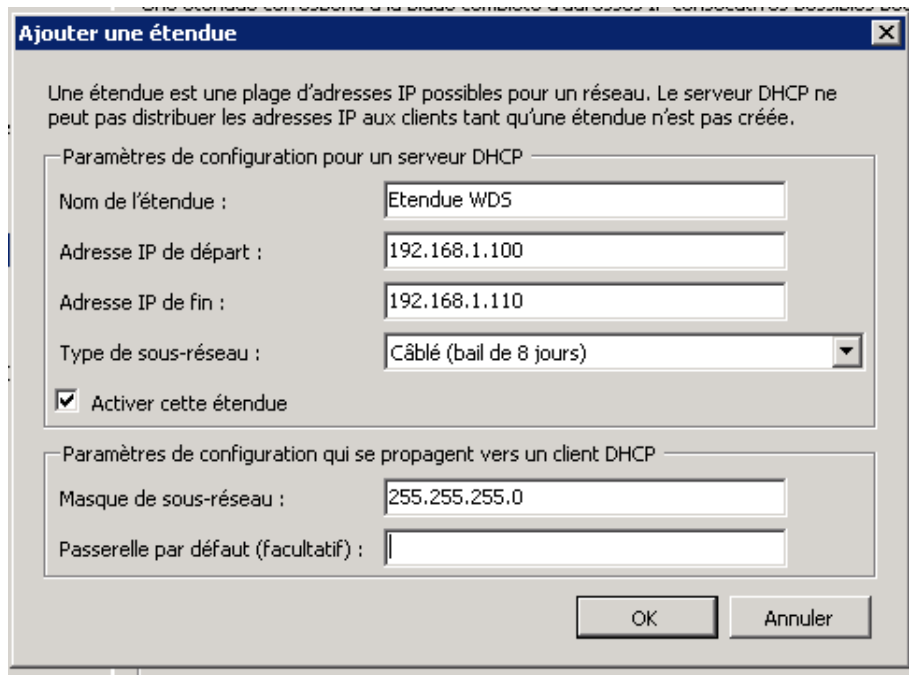 Ajouter une étendue
Une étendue est une plage d'adresses IP possibles pour un réseau. Le serveur DHCP ne
peut pas distribuer les adresses IP aux clients tant qu'une étendue n'est pas créée.
Paramètres de configuration pour un serveur DHCP
Nom de l'étendue :
Etendue WDS
Adresse IP de départ :
192.168.1.100
Adresse IP de fin :
192.168.1.110
Type de sous-réseau :
Câblé (bail de 8 jours)
Activer cette étendue
Paramètres de configuration qui se propagent vers un client DHCP
Masque de sous-réseau :
255.255.255.0
Passerelle par défaut (facultatif) :
OK
Annuler